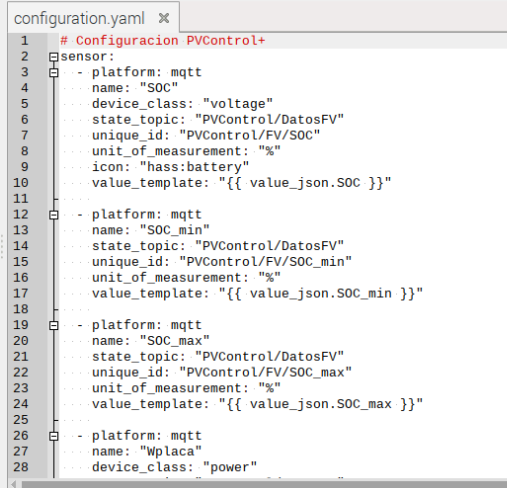 configuration.yaml
1 # Configuracion PVControl+
2 sensor:
3 - platform: mqtt
4 name: "SOC"
5 device_class: "voltage"
6 state_topic: "PVControl/DatosFV"
7 unique_id: "PVControl/FV/SOC"
8 unit_of_measurement: "%"
9 icon: "hass:battery"
10 value_template: "{{ value_json.SOC }}"
11
12 - platform: mqtt
13 name: "SOC_min"
14 state_topic: "PVControl/DatosFV"
15 unique_id: "PVControl/FV/SOC_min"
16 unit_of_measurement: "%"
17 value_template: "{{ value_json.SOC_min }}"
18
19 - platform: mqtt
20 name: "SOC_max"
21 state_topic: "PVControl/DatosFV"
22 unique_id: "PVControl/FV/SOC_max"
23 unit_of_measurement: "%"
24 value_template: "{{ value_json.SOC_max }}"
25
26 - platform: mqtt
27 name: "Wplaca"
28 device_class: "power"